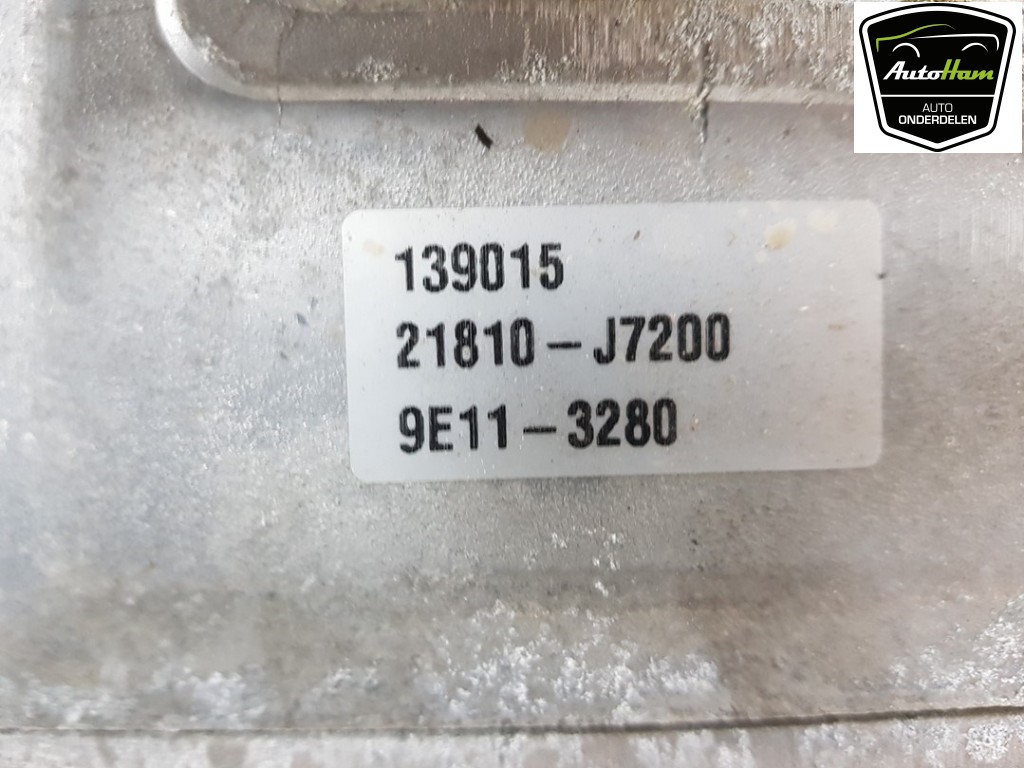 AutoHam
AUTO
ONDERDELEN
139015
21810-J7200
9E11-3280